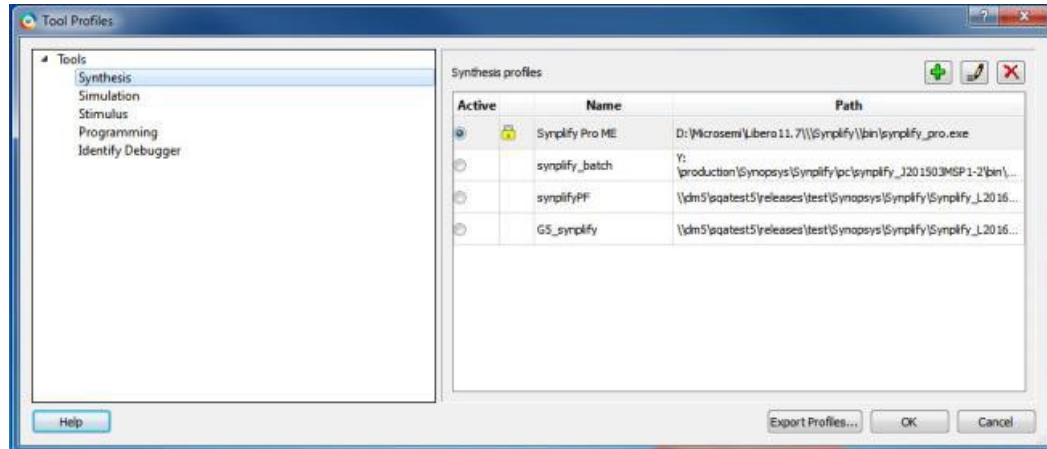 Tool Profiles
Tools
Synthesis
Simulation
Stimulus
Programming
Identify Debugger
Synthesis profiles
Active Name Path
Synplify Pro ME D:\Microsemi\Libero11.7\\\Synplify\\bin\synplify_pro.exe
synplify_batch Y:
\production\Synopsys\Synplify\pc\synplify_J201503MSP1-2\bin\...
synplifyPF \\dm5\sqatest5\releases\test\Synopsys\Synplify\Synplify_L2016...
G5_synplify \\dm5\sqatest5\releases\test\Synopsys\Synplify\Synplify_L2016...
Help Export Profiles... OK Cancel